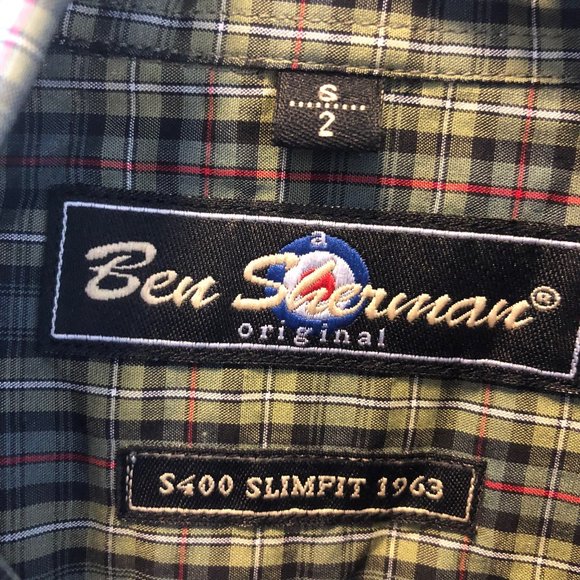 S
2
a
Ben Sherman®
original
S400 SLIMFIT 1963